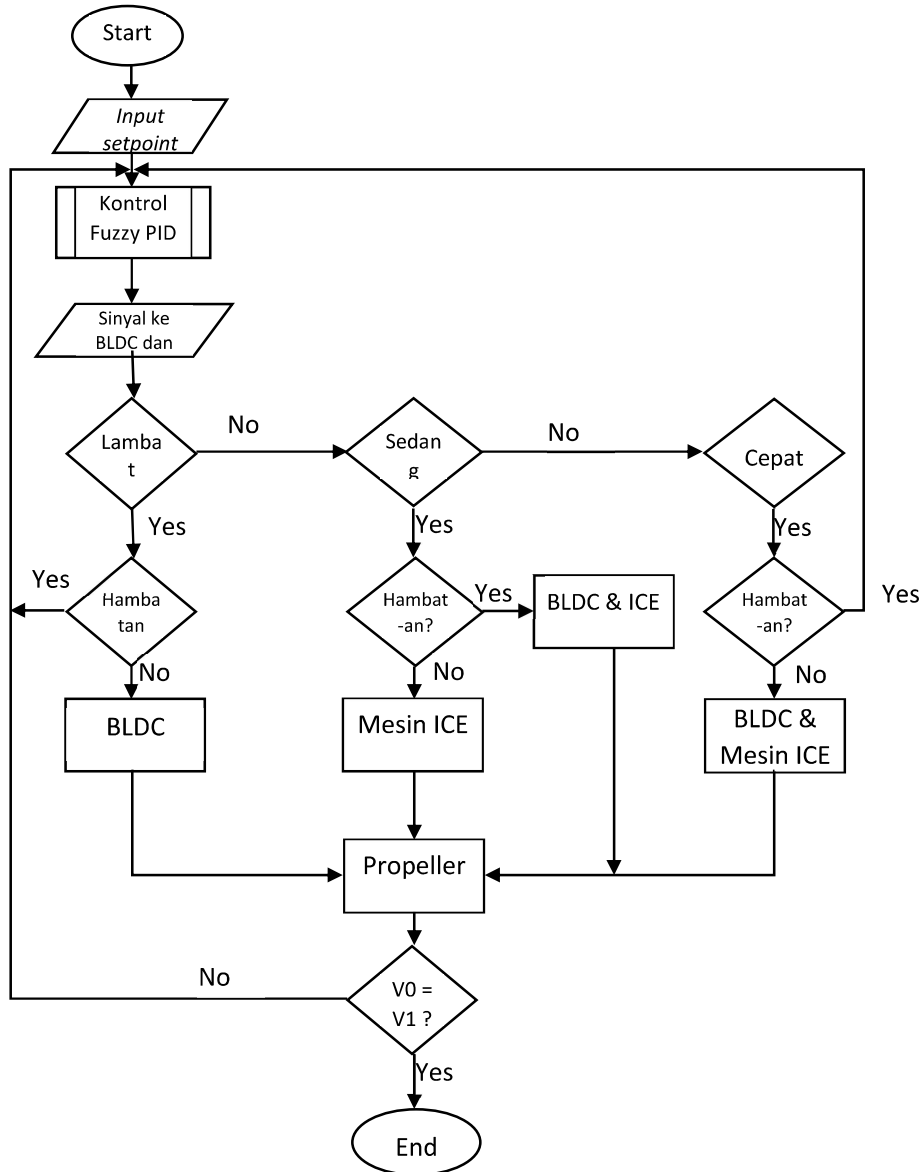 Start
Input
setpoint
Kontrol
Fuzzy PID
Sinyal ke
BLDC dan
Lamba
t
No
Sedan
g
No
Cepat
Yes
Yes
Yes
Yes
Hamba
tan
Hambat
-an?
Yes
BLDC & ICE
Hambat
-an?
Yes
No
No
No
BLDC
Mesin ICE
BLDC &
Mesin ICE
Propeller
No
V0 =
V1 ?
Yes
End